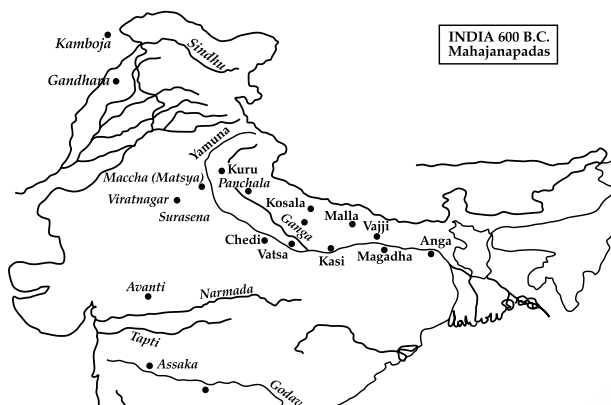 INDIA 600 B.C.
Mahajanapadas
Kamboja
Sindhu
Gandhara
Yamuna
Kuru
Panchala
Maccha (Matsya)
Viratnagar
Surasena
Kosala
Malla
Ganga
Vajji
Chedi
Vatsa
Kasi
Magadha
Anga
Avanti
Narmada
Tapti
Assaka
Godav